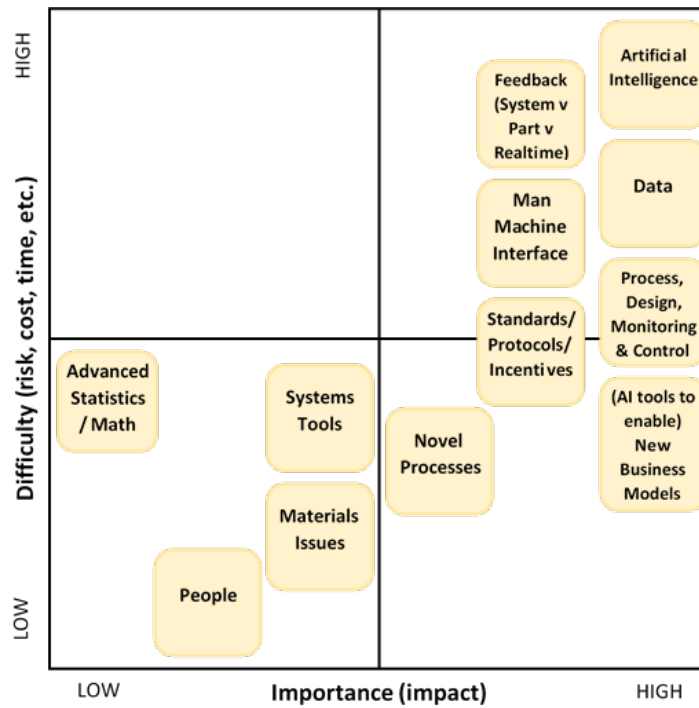 HIGH
Difficulty (risk, cost, time, etc.)
LOW
Artificial
Intelligence
Feedback
(System v
Part v
Realtime)
Data
Man
Machine
Interface
Process,
Design,
Monitoring
& Control
Standards/
Protocols/
Incentives
Advanced
Statistics
/ Math
Systems
Tools
(AI tools to
enable)
New
Business
Models
Novel
Processes
Materials
Issues
People
LOW
Importance (impact)
HIGH